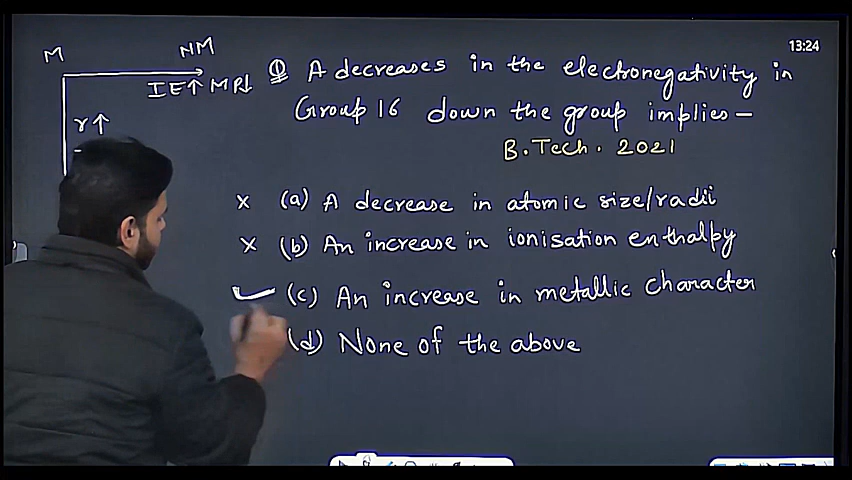 13:24
M
NM
IE↑ MR↓
r↑
Q A decreases in the electronegativity in
Group 16 down the group implies —
B.Tech. 2021
x (a) A decrease in atomic size/radii
x (b) An increase in ionisation enthalpy
(c) An increase in metallic character
(d) None of the above